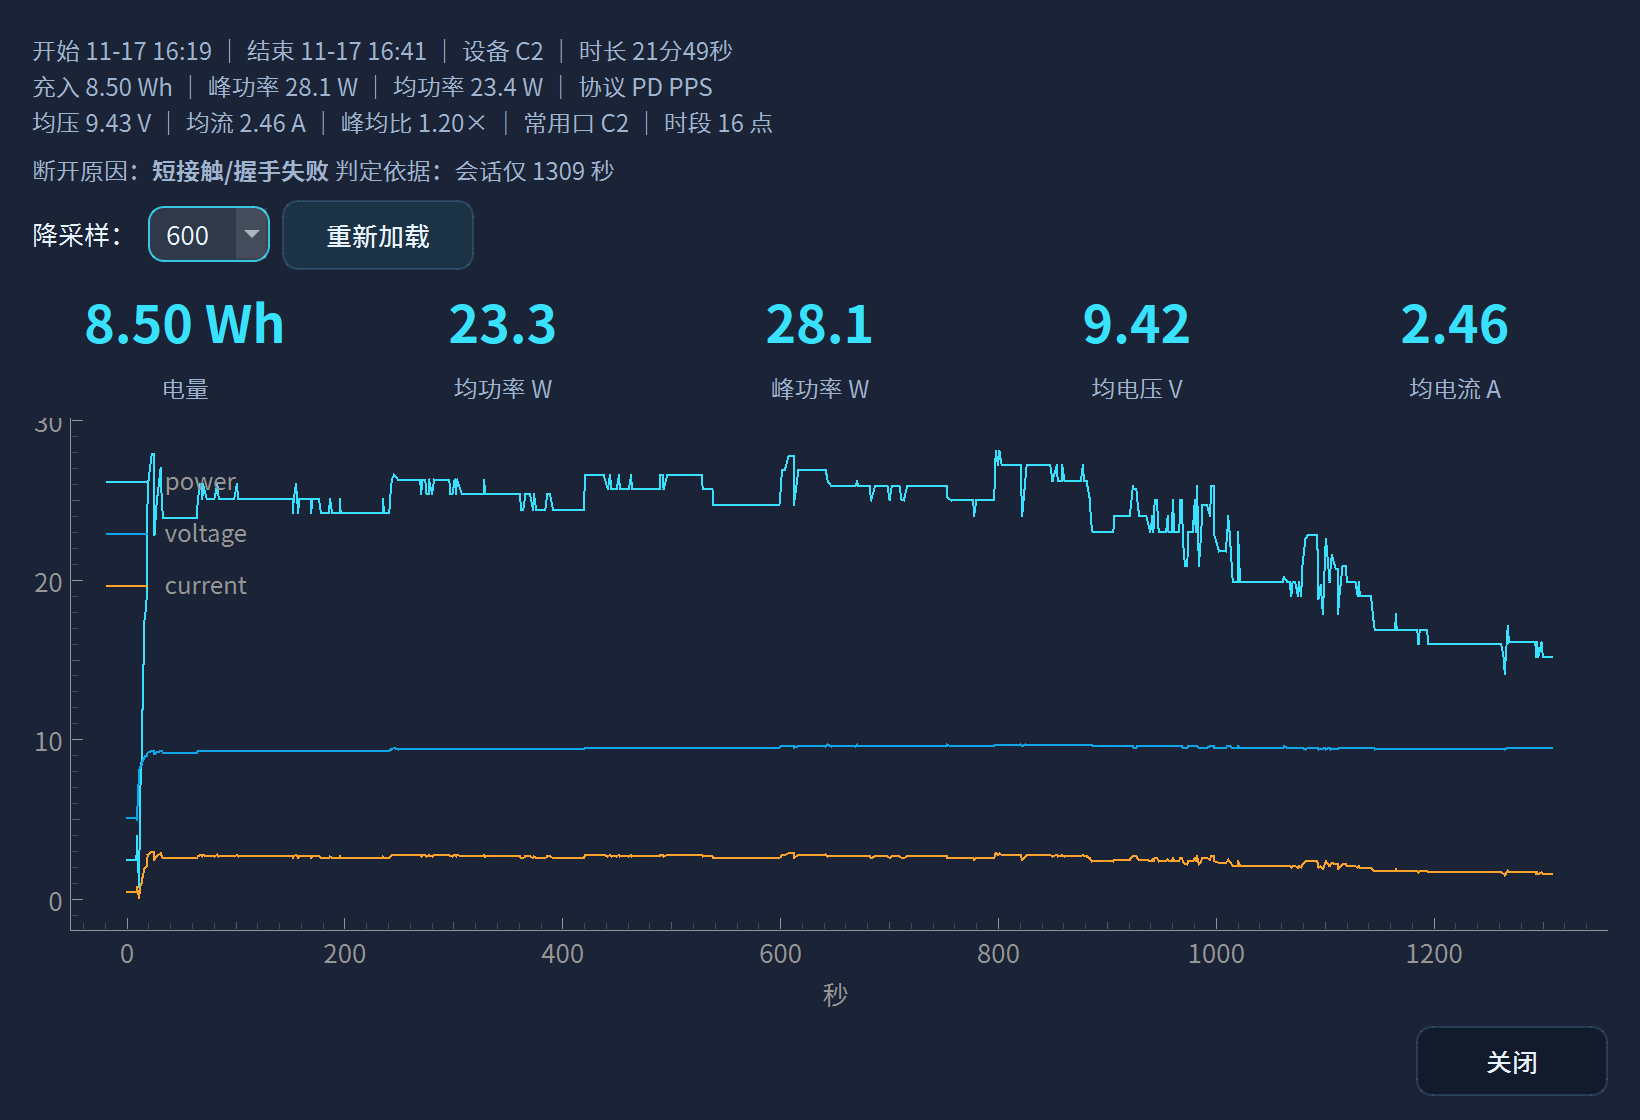 开始 11-17 16:19 | 结束 11-17 16:41 | 设备 C2 | 时长 21分49秒
充入 8.50 Wh | 峰功率 28.1 W | 均功率 23.4 W | 协议 PD PPS
均压 9.43 V | 均流 2.46 A | 峰均比 1.20× | 常用口 C2 | 时段 16 点
断开原因：短接触/握手失败 判定依据：会话仅 1309 秒
降采样： 600 重新加载
8.50 Wh 23.3 28.1 9.42 2.46
电量 均功率 W 峰功率 W 均电压 V 均电流 A
30
power
voltage
20
current
10
0
0 200 400 600 800 1000 1200
秒
关闭